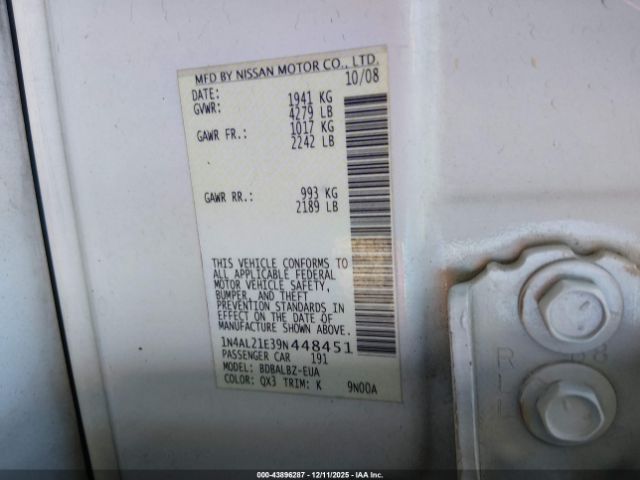 MFD BY NISSAN MOTOR CO., LTD.
DATE: 10/08
GVWR: 1941 KG
4279 LB
GAWR FR.: 1017 KG
2242 LB
GAWR RR.: 993 KG
2189 LB
THIS VEHICLE CONFORMS TO
ALL APPLICABLE FEDERAL
MOTOR VEHICLE SAFETY,
BUMPER, AND THEFT
PREVENTION STANDARDS IN
EFFECT ON THE DATE OF
MANUFACTURE SHOWN ABOVE.
1N4AL21E39N448451
PASSENGER CAR 191
MODEL: BDBALBZ-EUA
COLOR: QX3 TRIM: K 9N00A
000-43896287 - 12/11/2025 - IAA Inc.